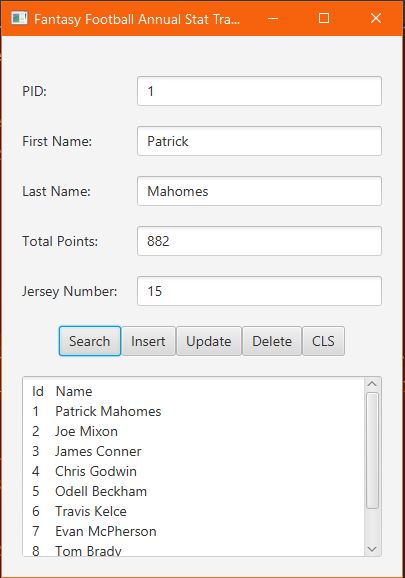 Fantasy Football Annual Stat Tra...
PID: 1
First Name: Patrick
Last Name: Mahomes
Total Points: 882
Jersey Number: 15
Search Insert Update Delete CLS
Id Name
1 Patrick Mahomes
2 Joe Mixon
3 James Conner
4 Chris Godwin
5 Odell Beckham
6 Travis Kelce
7 Evan McPherson
8 Tom Brady